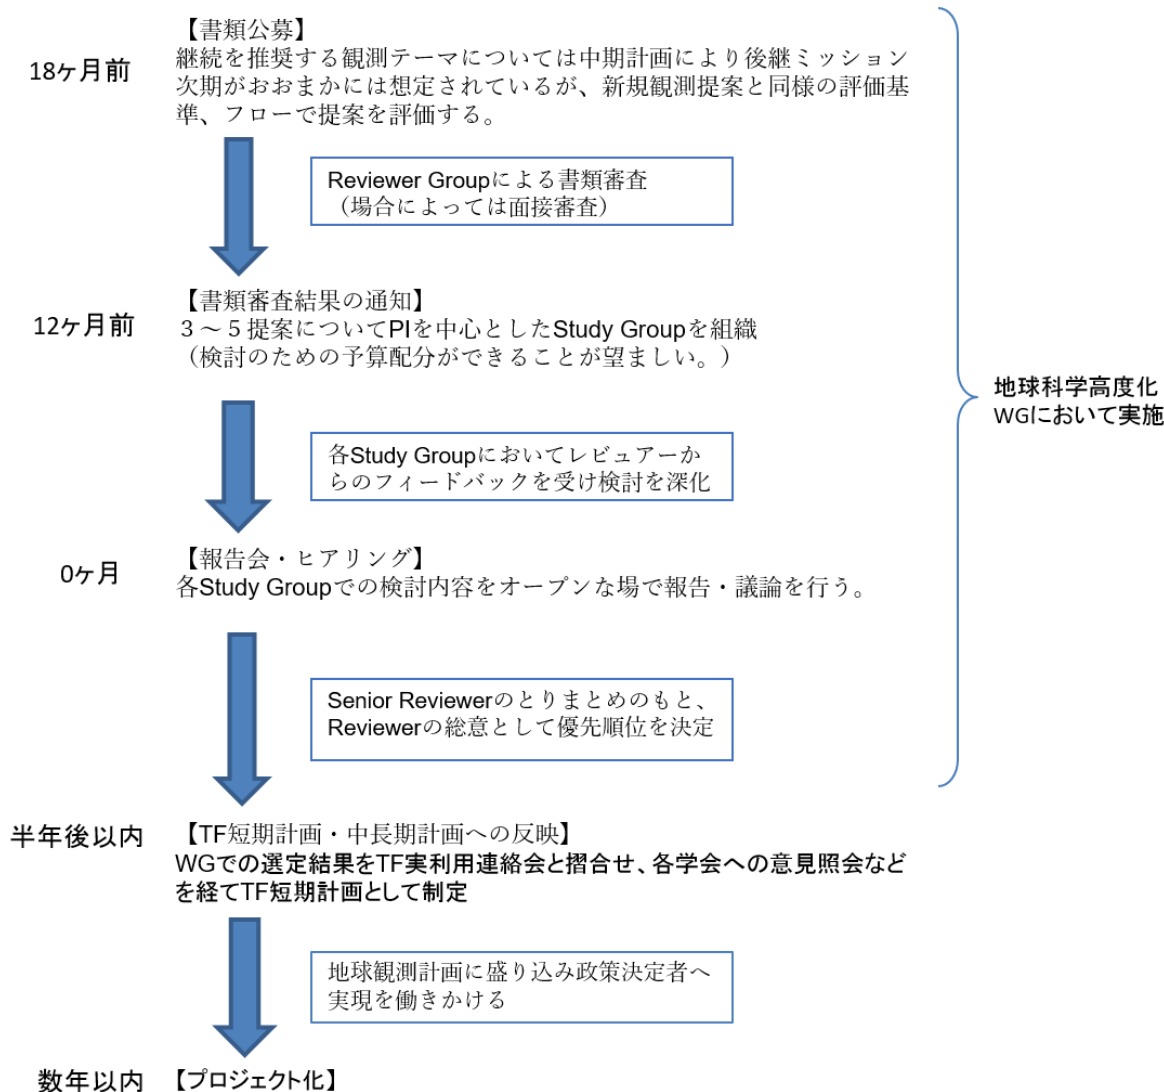 18ヶ月前
【書類公募】
継続を推奨する観測テーマについては中期計画により後継ミッション
次期がおおまかには想定されているが、新規観測提案と同様の評価基
準、フローで提案を評価する。
Reviewer Groupによる書類審査
（場合によっては面接審査）
12ヶ月前
【書類審査結果の通知】
３～５提案についてPIを中心としたStudy Groupを組織
（検討のための予算配分ができることが望ましい。）
地球科学高度化
WGにおいて実施
各Study Groupにおいてレビュアーか
らのフィードバックを受け検討を深化
0ヶ月
【報告会・ヒアリング】
各Study Groupでの検討内容をオープンな場で報告・議論を行う。
Senior Reviewerのとりまとめのもと、
Reviewerの総意として優先順位を決定
半年後以内
【TF短期計画・中長期計画への反映】
WGでの選定結果をTF実利用連絡会と摺合せ、各学会への意見照会など
を経てTF短期計画として制定
地球観測計画に盛り込み政策決定者へ
実現を働きかける
数年以内
【プロジェクト化】